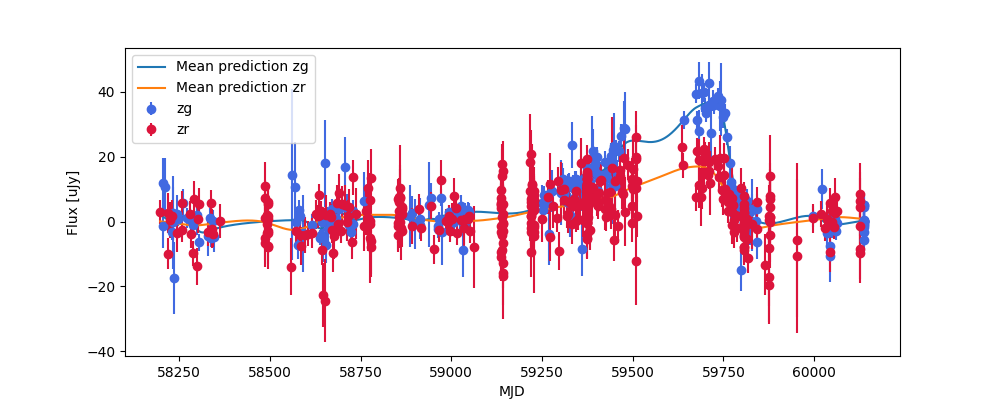 Mean prediction zg
Mean prediction zr
zg
zr
Flux [uJy]
40
20
0
−20
−40
58250
58500
58750
59000
59250
59500
59750
60000
MJD